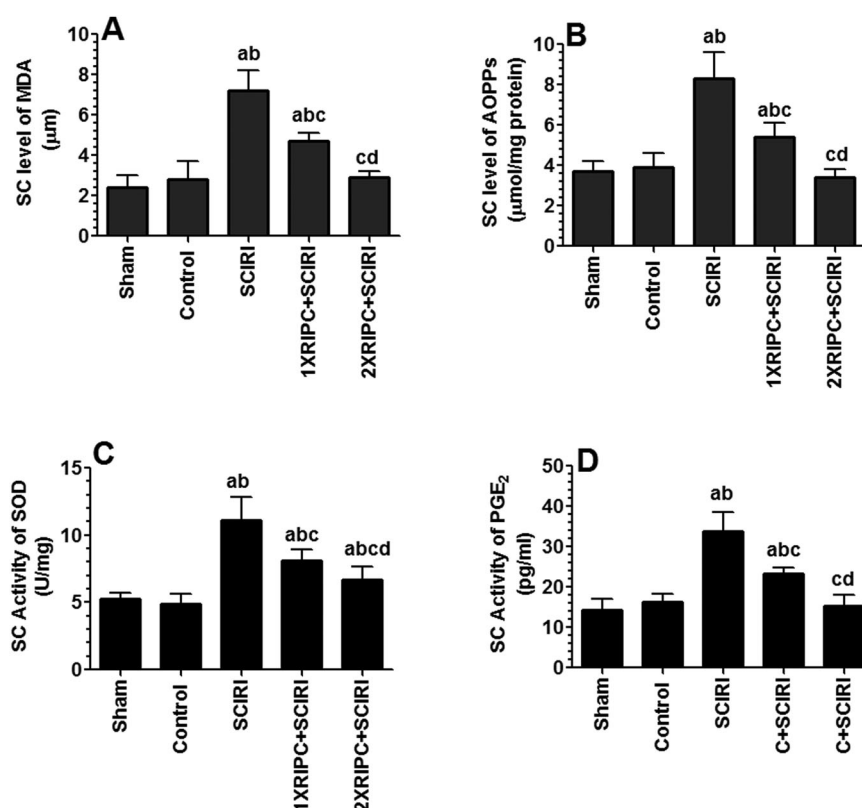 A
SC level of MDA
(µm)
10
8
6
4
2
0
ab
abc
cd
Sham
Control
SCIRI
1XRIPC+SCIRI
2XRIPC+SCIRI
B
SC level of AOPPs
(µmol/mg protein)
10
8
6
4
2
0
ab
abc
cd
Sham
Control
SCIRI
1XRIPC+SCIRI
2XRIPC+SCIRI
C
SC Activity of SOD
(U/mg)
15
10
5
0
ab
abc
abcd
Sham
Control
SCIRI
1XRIPC+SCIRI
2XRIPC+SCIRI
D
SC Activity of PGE₂
(pg/ml)
50
40
30
20
10
0
ab
abc
cd
Sham
Control
SCIRI
C+SCIRI
C+SCIRI